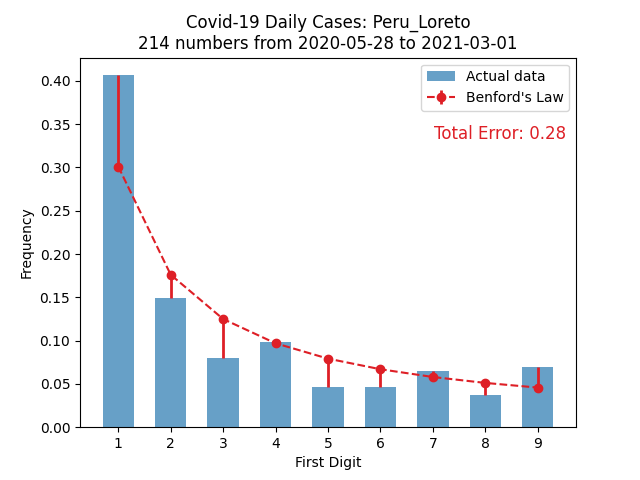 Covid-19 Daily Cases: Peru_Loreto
214 numbers from 2020-05-28 to 2021-03-01
Actual data
Benford's Law
Total Error: 0.28
Frequency
0.40
0.35
0.30
0.25
0.20
0.15
0.10
0.05
0.00
1 2 3 4 5 6 7 8 9
First Digit